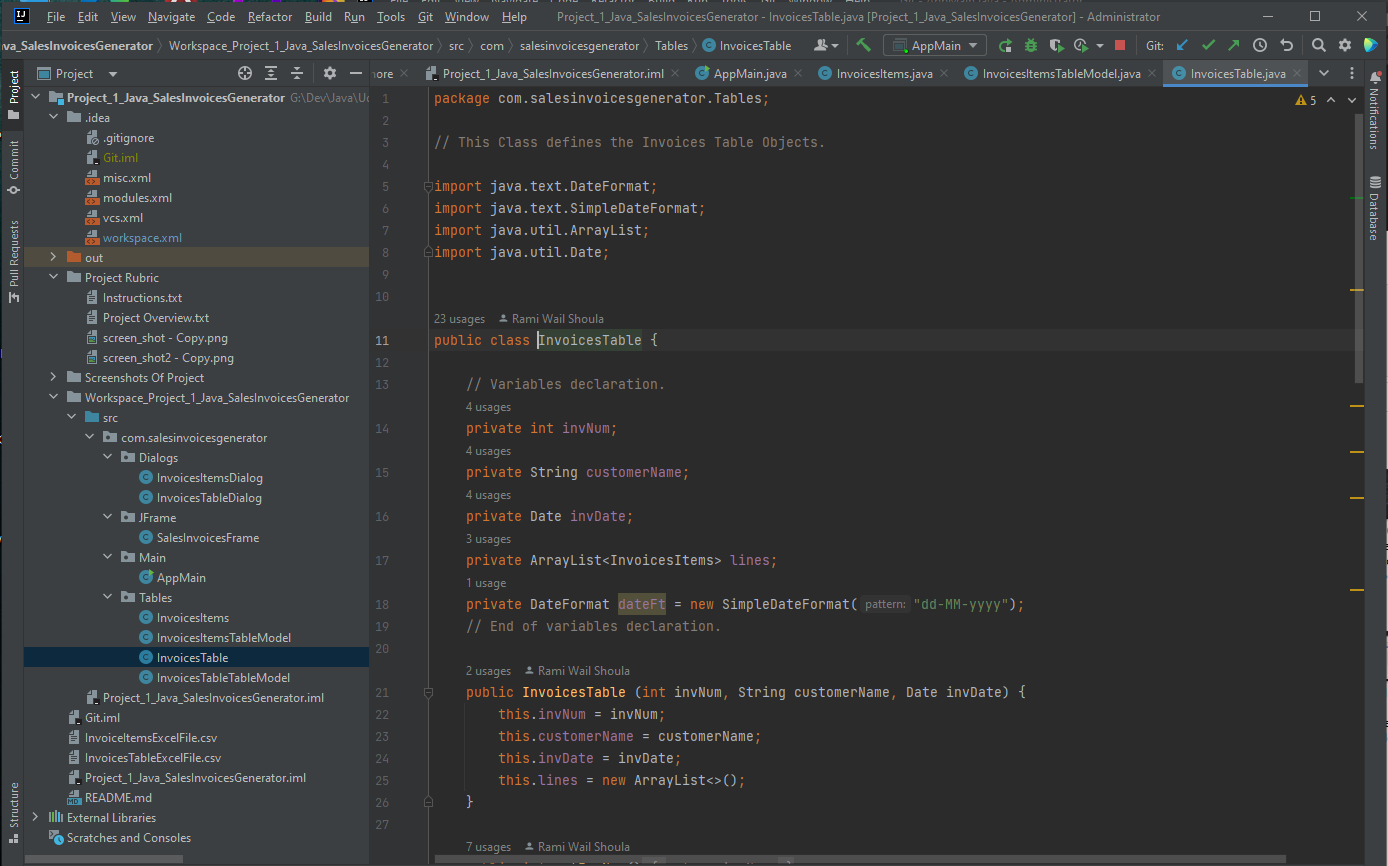 File Edit View Navigate Code Refactor Build Run Tools Git Window Help Project_1_Java_SalesInvoicesGenerator - InvoicesTable.java [Project_1_Java_SalesInvoicesGenerator] - Administrator
va_SalesInvoicesGenerator Workspace_Project_1_Java_SalesInvoicesGenerator src com salesinvoicesgenerator Tables InvoicesTable AppMain Git:
Project nore Project_1_Java_SalesInvoicesGenerator.iml AppMain.java InvoicesItems.java InvoicesItemsTableModel.java InvoicesTable.java
Project
Commit
Pull Requests
Structure
Project_1_Java_SalesInvoicesGenerator G:\Dev\Java\Uc
.idea
.gitignore
Git.iml
misc.xml
modules.xml
vcs.xml
workspace.xml
out
Project Rubric
Instructions.txt
Project Overview.txt
screen_shot - Copy.png
screen_shot2 - Copy.png
Screenshots Of Project
Workspace_Project_1_Java_SalesInvoicesGenerator
src
com.salesinvoicesgenerator
Dialogs
InvoicesItemsDialog
InvoicesTableDialog
JFrame
SalesInvoicesFrame
Main
AppMain
Tables
InvoicesItems
InvoicesItemsTableModel
InvoicesTable
InvoicesTableTableModel
Project_1_Java_SalesInvoicesGenerator.iml
Git.iml
InvoiceItemsExcelFile.csv
InvoicesTableExcelFile.csv
Project_1_Java_SalesInvoicesGenerator.iml
README.md
External Libraries
Scratches and Consoles
1 package com.salesinvoicesgenerator.Tables;
2
3 // This Class defines the Invoices Table Objects.
4
5 import java.text.DateFormat;
6 import java.text.SimpleDateFormat;
7 import java.util.ArrayList;
8 import java.util.Date;
9
10
23 usages Rami Wail Shoula
11 public class InvoicesTable {
12
13 // Variables declaration.
4 usages
14 private int invNum;
4 usages
15 private String customerName;
4 usages
16 private Date invDate;
3 usages
17 private ArrayList<InvoicesItems> lines;
1 usage
18 private DateFormat dateFt = new SimpleDateFormat( pattern: "dd-MM-yyyy");
19 // End of variables declaration.
20
2 usages Rami Wail Shoula
21 public InvoicesTable (int invNum, String customerName, Date invDate) {
22 this.invNum = invNum;
23 this.customerName = customerName;
24 this.invDate = invDate;
25 this.lines = new ArrayList<>();
26 }
27
7 usages Rami Wail Shoula
5
Notifications
Database